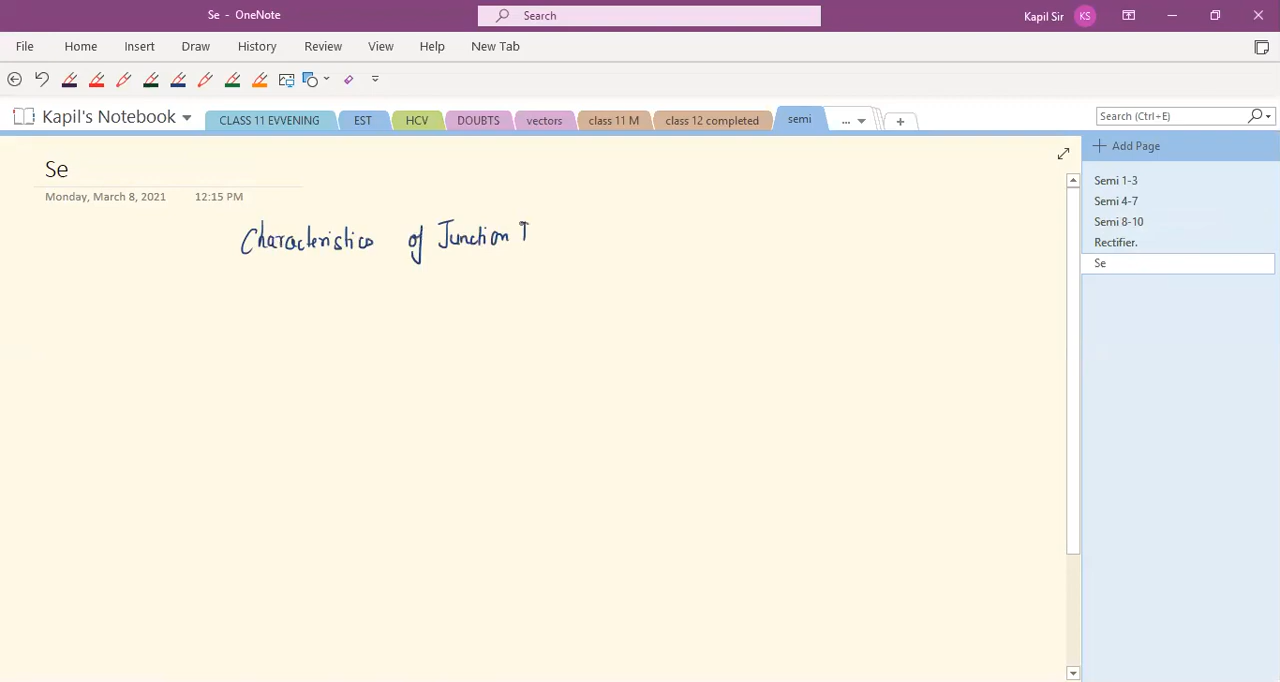 Se - OneNote
Search
Kapil Sir KS
File Home Insert Draw History Review View Help New Tab
Kapil's Notebook CLASS 11 EVVENING EST HCV DOUBTS vectors class 11 M class 12 completed semi ... Search (Ctrl+E)
Se
Monday, March 8, 2021 12:15 PM
Characteristics of Junction T
Add Page
Semi 1-3
Semi 4-7
Semi 8-10
Rectifier.
Se